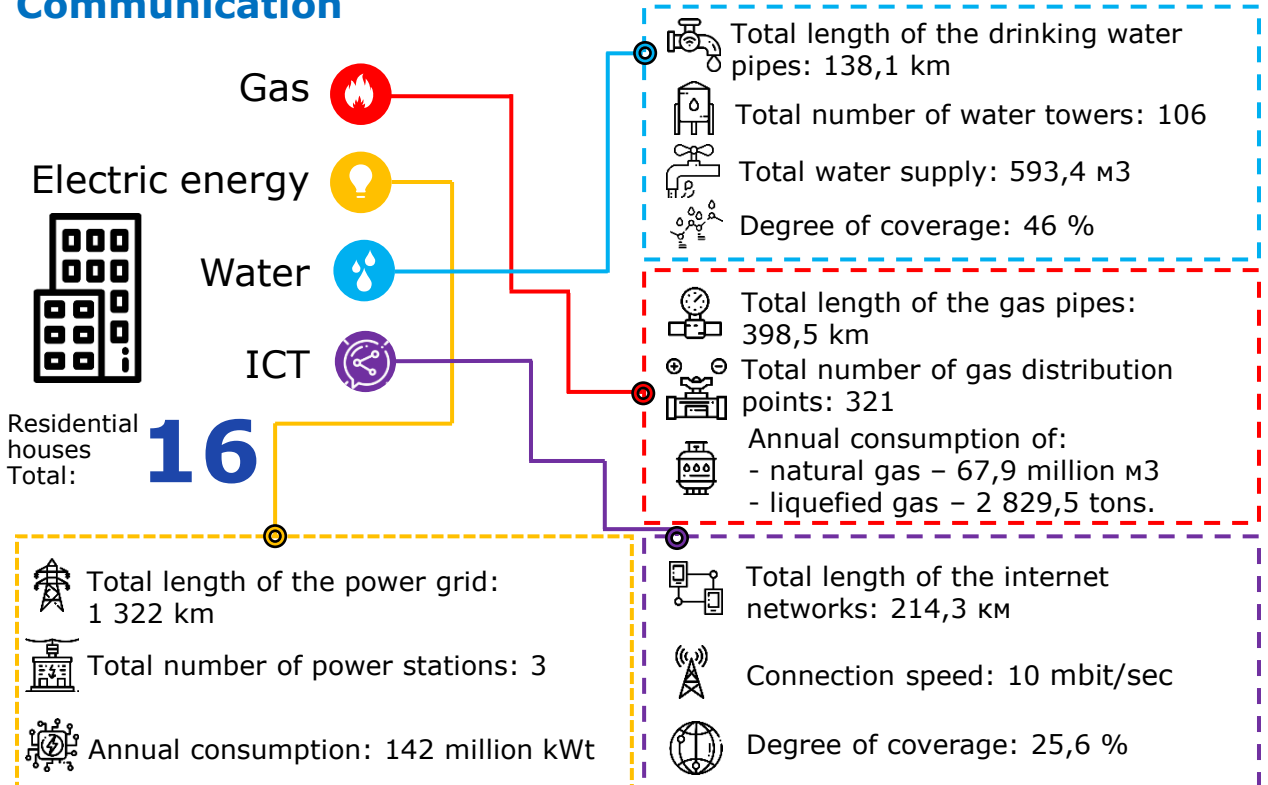 Communication
Gas
Electric energy
Water
ICT
Residential
houses
Total:
16
Total length of the drinking water
pipes: 138,1 km
Total number of water towers: 106
Total water supply: 593,4 м3
Degree of coverage: 46 %
Total length of the gas pipes:
398,5 km
Total number of gas distribution
points: 321
Annual consumption of:
- natural gas – 67,9 million м3
- liquefied gas – 2 829,5 tons.
Total length of the power grid:
1 322 km
Total number of power stations: 3
Annual consumption: 142 million kWt
Total length of the internet
networks: 214,3 км
Connection speed: 10 mbit/sec
Degree of coverage: 25,6 %